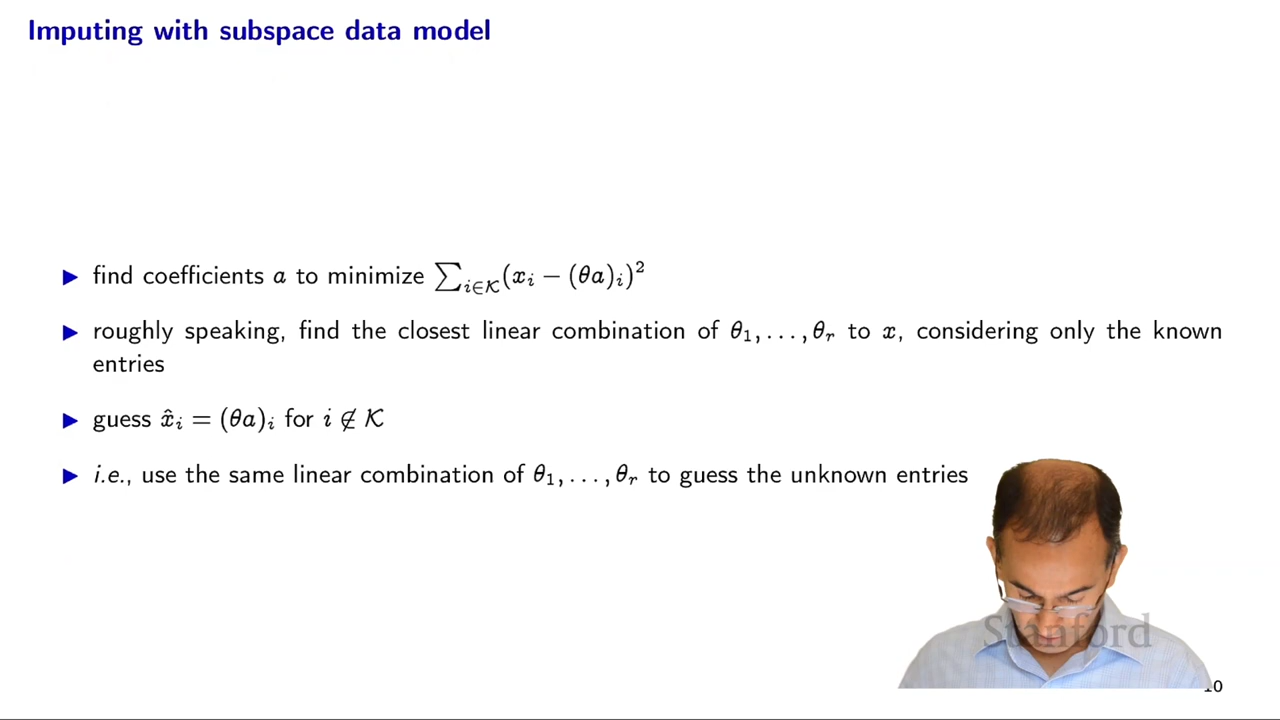 Imputing with subspace data model
▶ find coefficients a to minimize ∑_{i∈𝒦}(x_i − (θa)_i)²
▶ roughly speaking, find the closest linear combination of θ₁, . . . , θ_r to x, considering only the known
entries
▶ guess x̂_i = (θa)_i for i ∉ 𝒦
▶ i.e., use the same linear combination of θ₁, . . . , θ_r to guess the unknown entries
Stanford
10